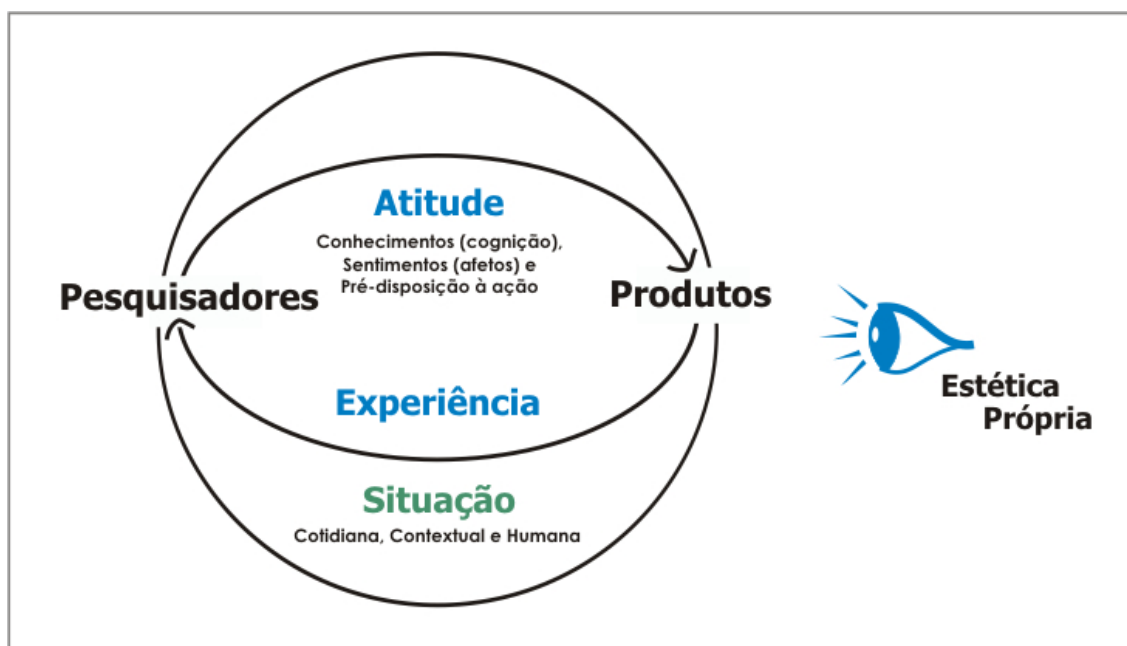 Atitude
Conhecimentos (cognição),
Sentimentos (afetos) e
Pré-disposição à ação
Pesquisadores
Produtos
Experiência
Estética
Própria
Situação
Cotidiana, Contextual e Humana